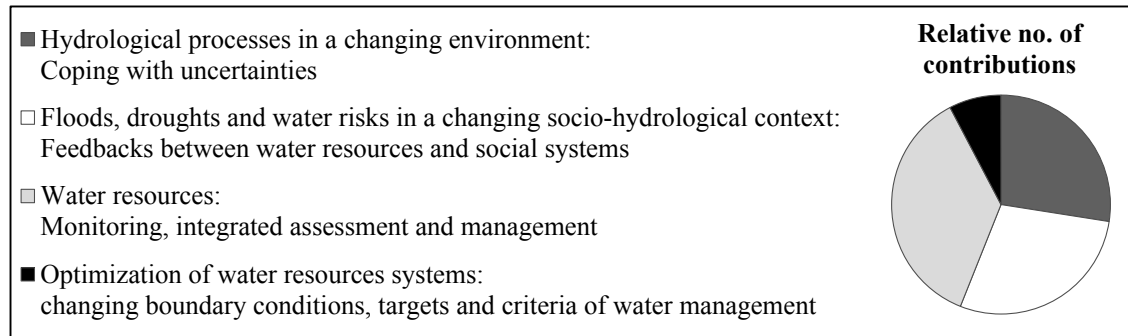 Hydrological processes in a changing environment:
Coping with uncertainties
Floods, droughts and water risks in a changing socio-hydrological context:
Feedbacks between water resources and social systems
Water resources:
Monitoring, integrated assessment and management
Optimization of water resources systems:
changing boundary conditions, targets and criteria of water management
Relative no. of
contributions